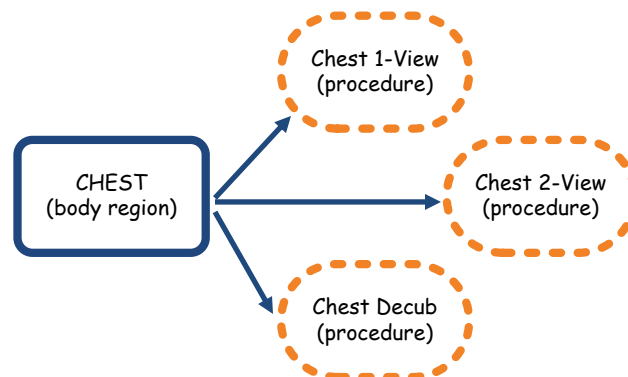 Chest 1-View
(procedure)
CHEST
(body region)
Chest 2-View
(procedure)
Chest Decub
(procedure)